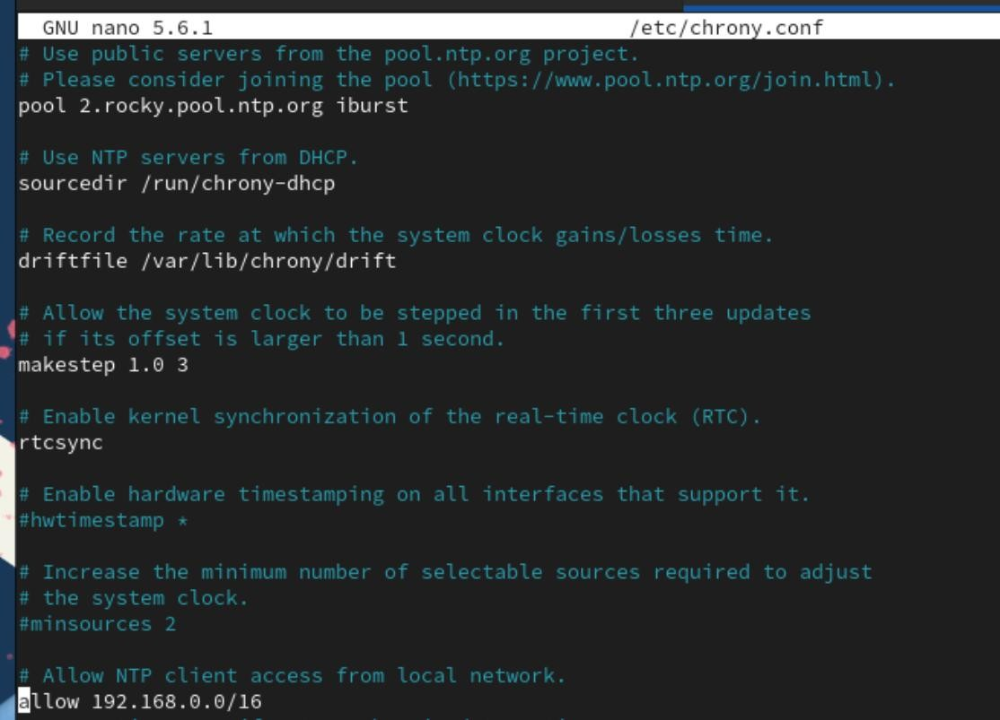 GNU nano 5.6.1 /etc/chrony.conf
# Use public servers from the pool.ntp.org project.
# Please consider joining the pool (https://www.pool.ntp.org/join.html).
pool 2.rocky.pool.ntp.org iburst
# Use NTP servers from DHCP.
sourcedir /run/chrony-dhcp
# Record the rate at which the system clock gains/losses time.
driftfile /var/lib/chrony/drift
# Allow the system clock to be stepped in the first three updates
# if its offset is larger than 1 second.
makestep 1.0 3
# Enable kernel synchronization of the real-time clock (RTC).
rtcsync
# Enable hardware timestamping on all interfaces that support it.
#hwtimestamp *
# Increase the minimum number of selectable sources required to adjust
# the system clock.
#minsources 2
# Allow NTP client access from local network.
allow 192.168.0.0/16